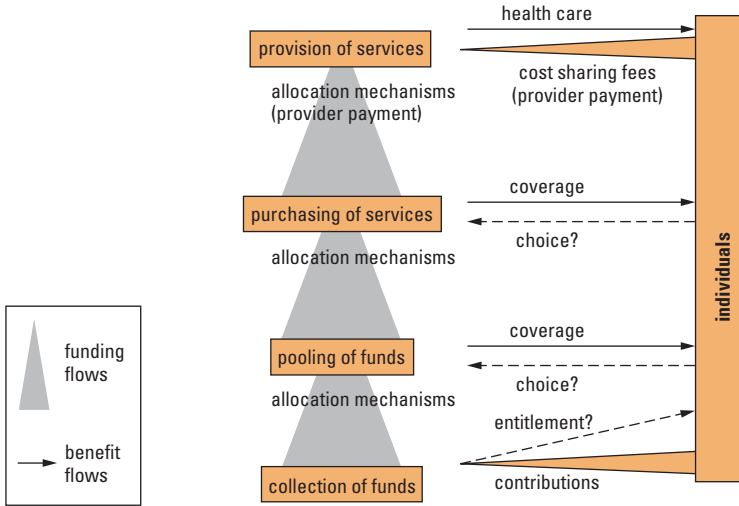 health care
provision of services
cost sharing fees
(provider payment)
allocation mechanisms
(provider payment)
coverage
purchasing of services
choice?
allocation mechanisms
individuals
funding
flows
coverage
pooling of funds
choice?
allocation mechanisms
entitlement?
benefit
flows
collection of funds
contributions